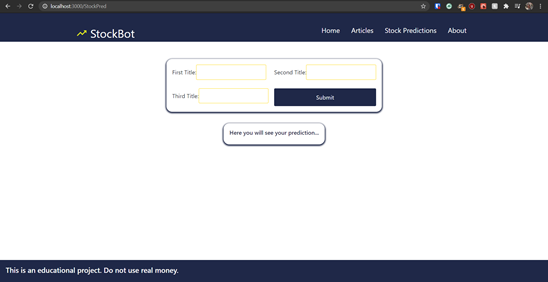 localhost:3000/StockPred
StockBot
Home Articles Stock Predictions About
First Title: Second Title:
Third Title: Submit
Here you will see your prediction...
This is an educational project. Do not use real money.